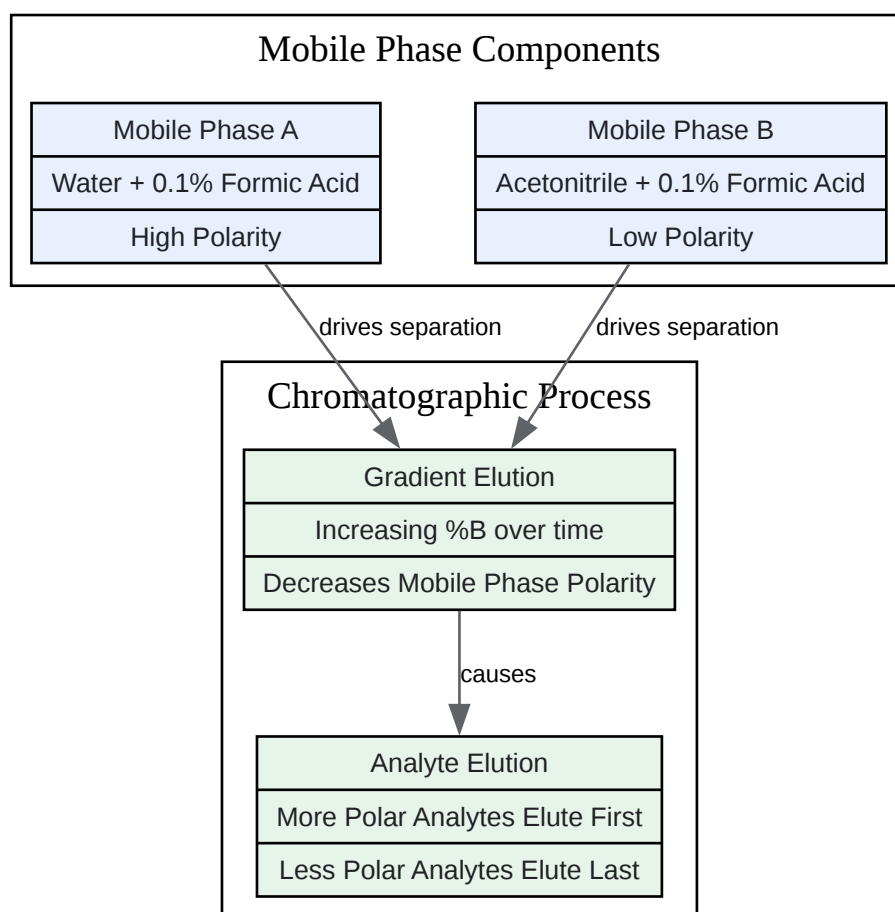 Mobile Phase Components
Mobile Phase A
Water + 0.1% Formic Acid
High Polarity
Mobile Phase B
Acetonitrile + 0.1% Formic Acid
Low Polarity
drives separation
drives separation
Chromatographic Process
Gradient Elution
Increasing %B over time
Decreases Mobile Phase Polarity
causes
Analyte Elution
More Polar Analytes Elute First
Less Polar Analytes Elute Last